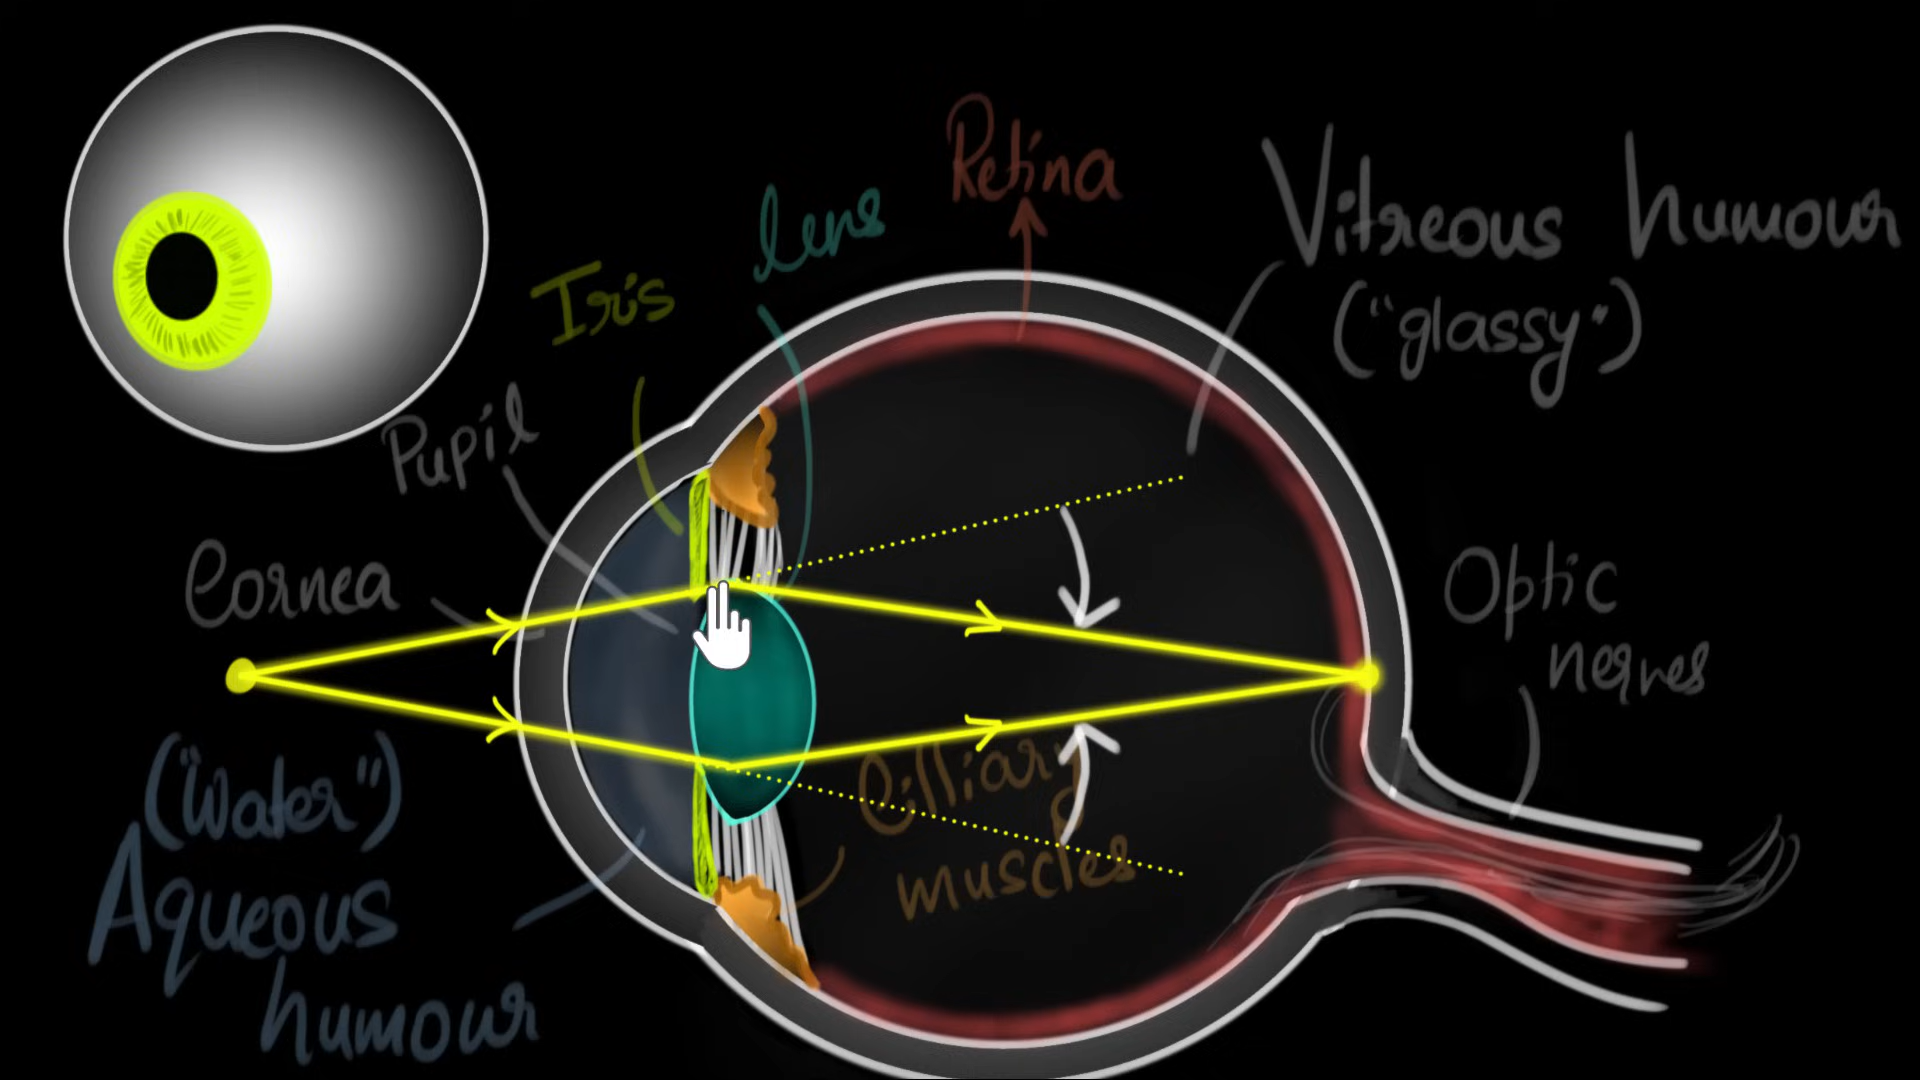 Retina
Vitreous humour
("glassy")
lens
Iris
Pupil
Cornea
Optic
nerves
("Water")
Aqueous
humour
Cilliary
muscles